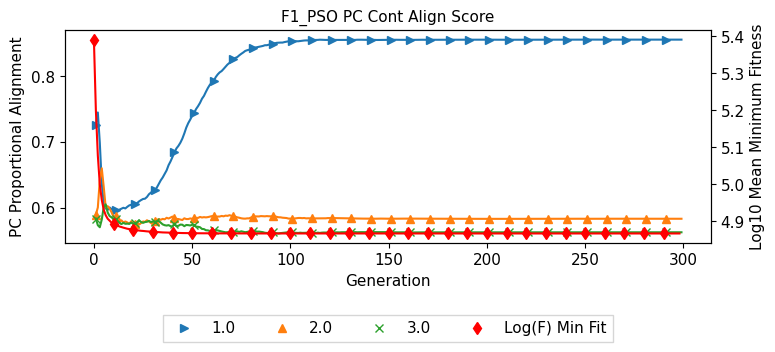 F1_PSO PC Cont Align Score
PC Proportional Alignment
0.8
0.7
0.6
5.4
5.3
5.2
5.1
5.0
4.9
Log10 Mean Minimum Fitness
0 50 100 150 200 250 300
Generation
1.0 2.0 3.0 Log(F) Min Fit